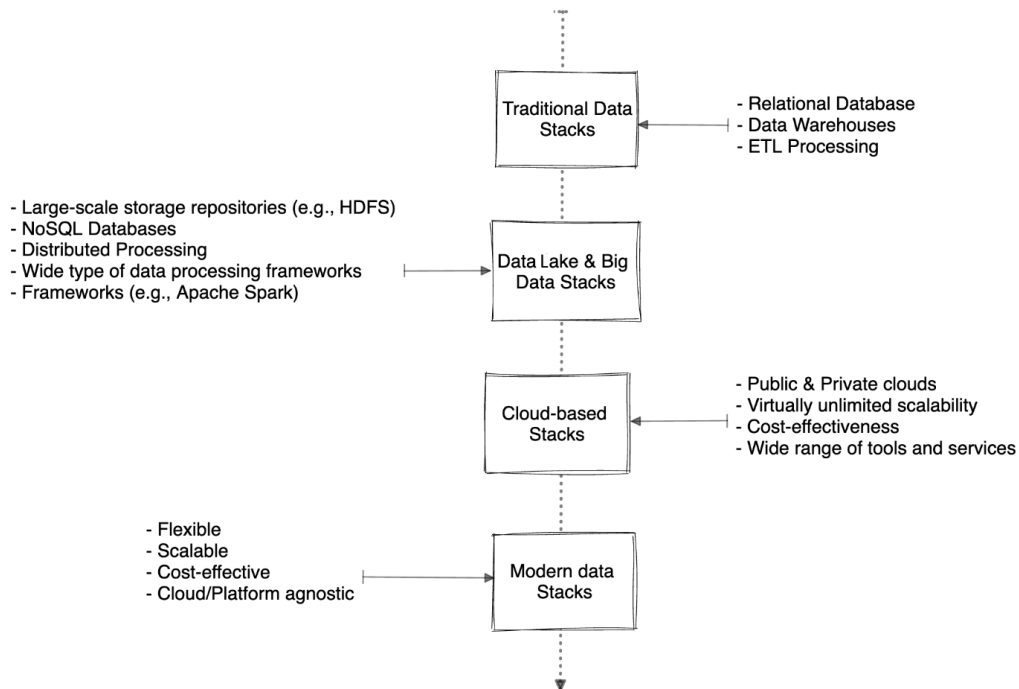 Traditional Data
Stacks
- Relational Database
- Data Warehouses
- ETL Processing
- Large-scale storage repositories (e.g., HDFS)
- NoSQL Databases
- Distributed Processing
- Wide type of data processing frameworks
- Frameworks (e.g., Apache Spark)
Data Lake & Big
Data Stacks
Cloud-based
Stacks
- Public & Private clouds
- Virtually unlimited scalability
- Cost-effectiveness
- Wide range of tools and services
- Flexible
- Scalable
- Cost-effective
- Cloud/Platform agnostic
Modern data
Stacks